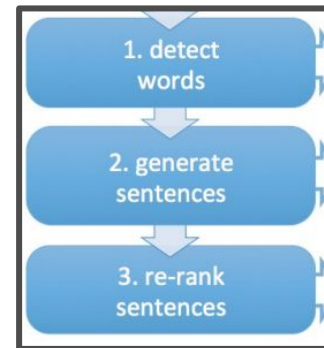 1. detect
words
2. generate
sentences
3. re-rank
sentences